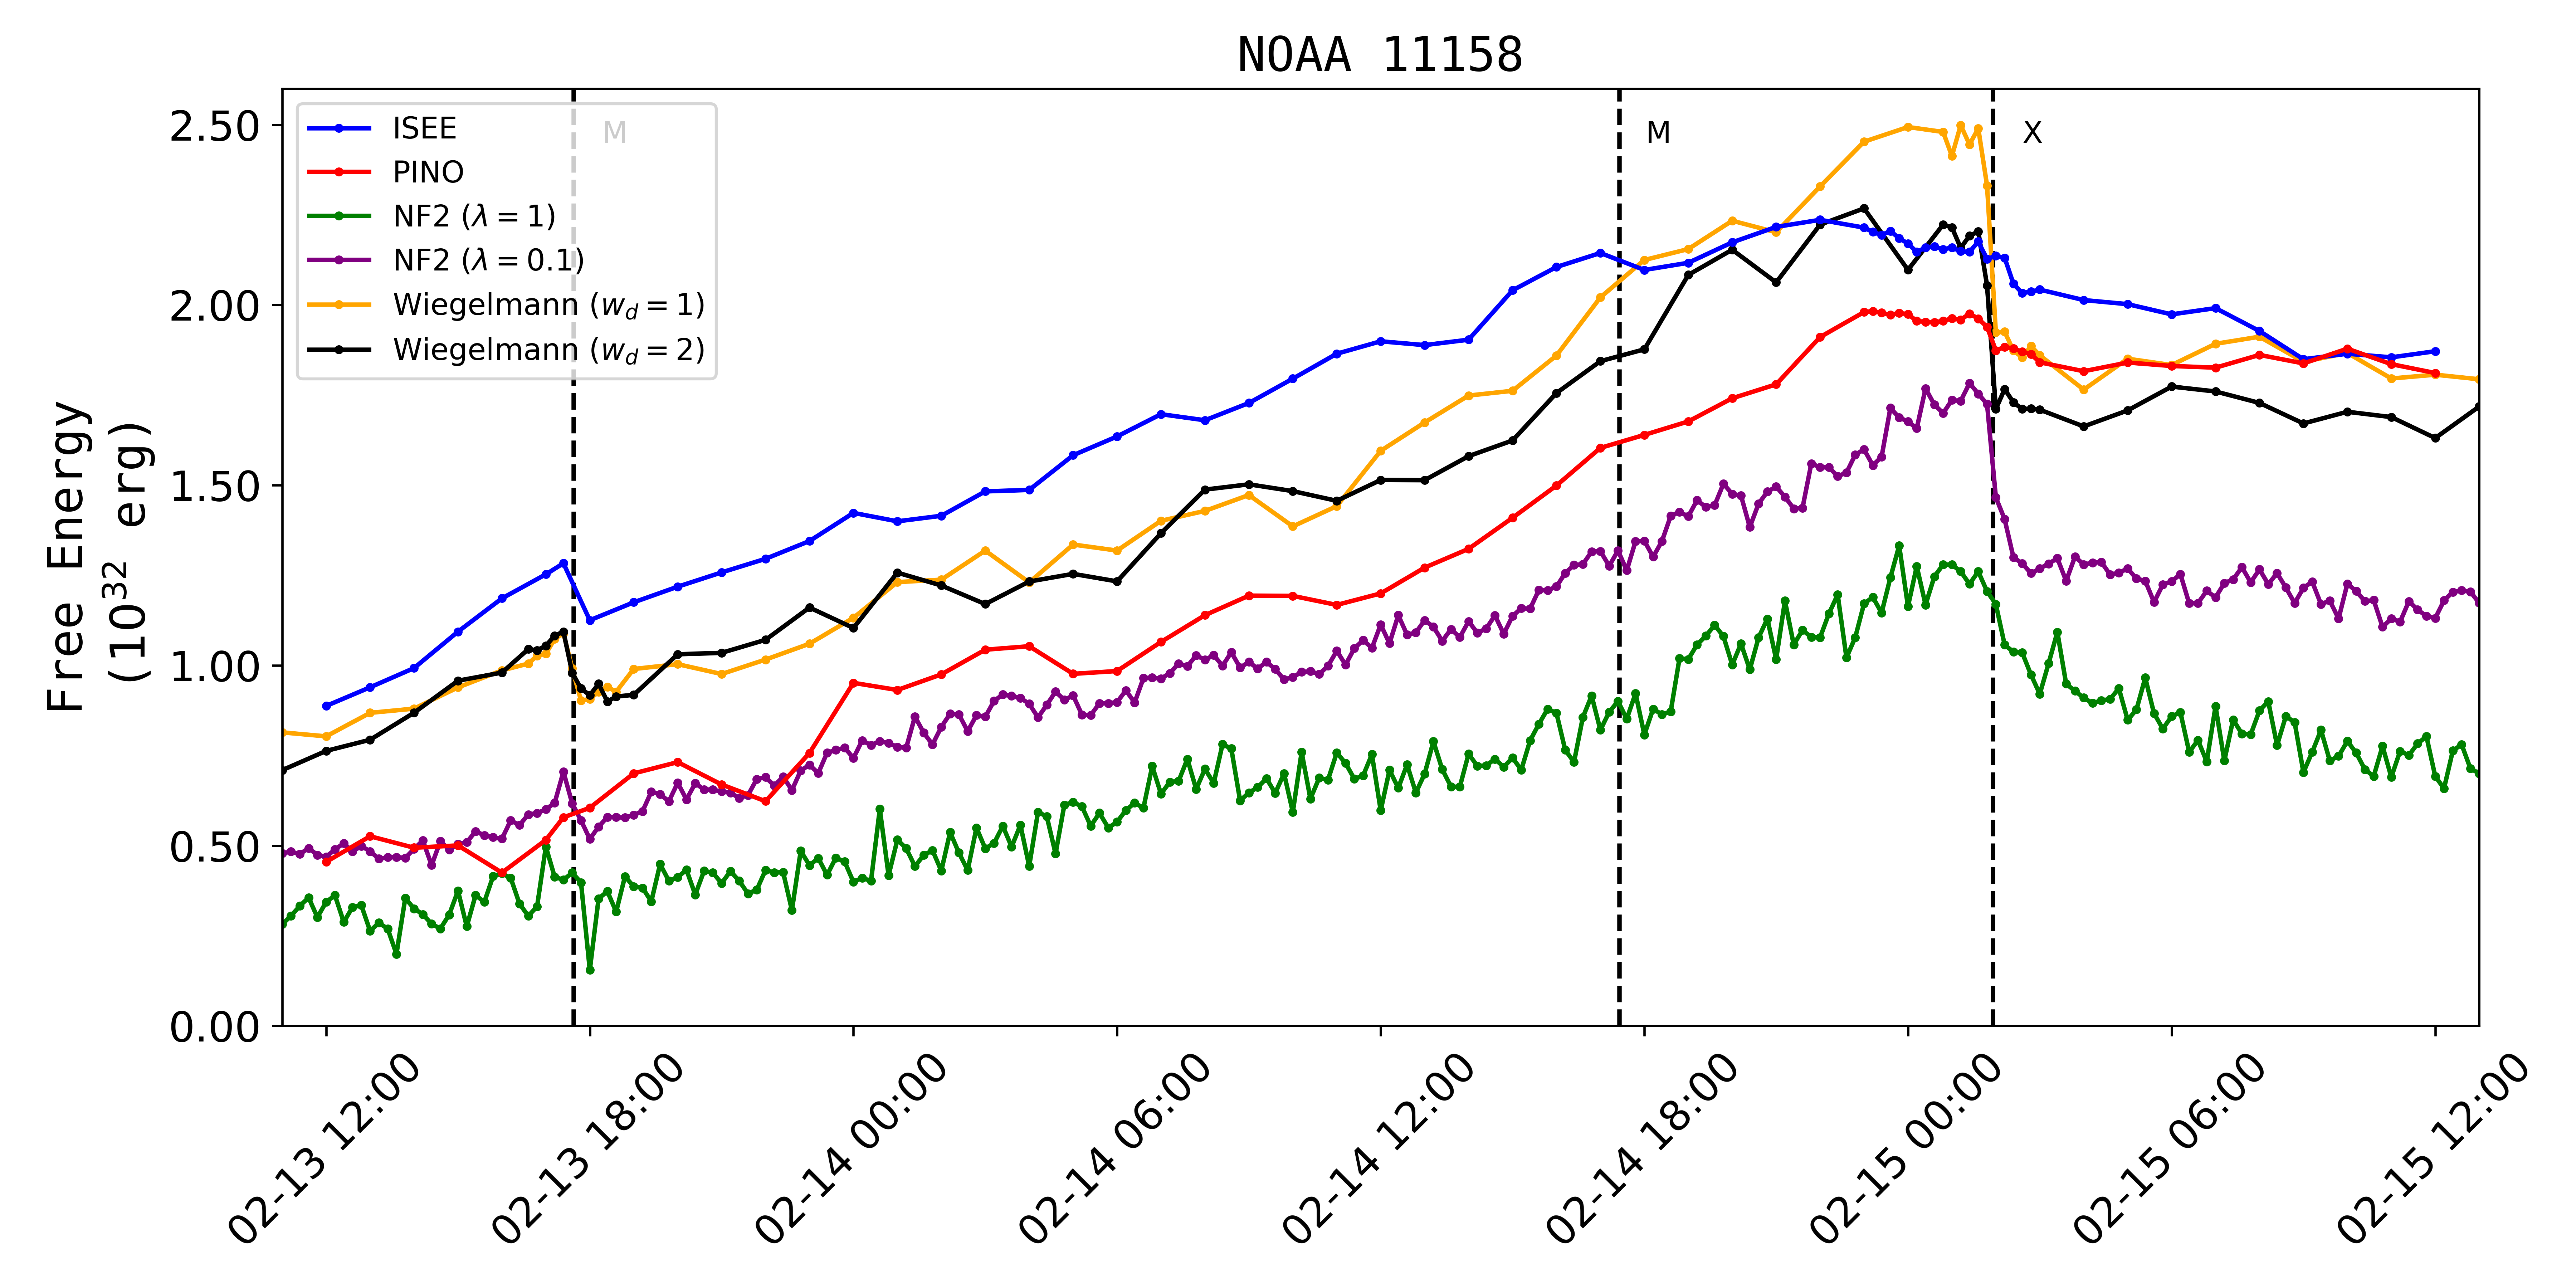 NOAA 11158
Free Energy
(10³² erg)
2.50
2.00
1.50
1.00
0.50
0.00
ISEE
PINO
NF2 (λ = 1)
NF2 (λ = 0.1)
Wiegelmann (w_d = 1)
Wiegelmann (w_d = 2)
M
M
X
02-13 12:00
02-13 18:00
02-14 00:00
02-14 06:00
02-14 12:00
02-14 18:00
02-15 00:00
02-15 06:00
02-15 12:00